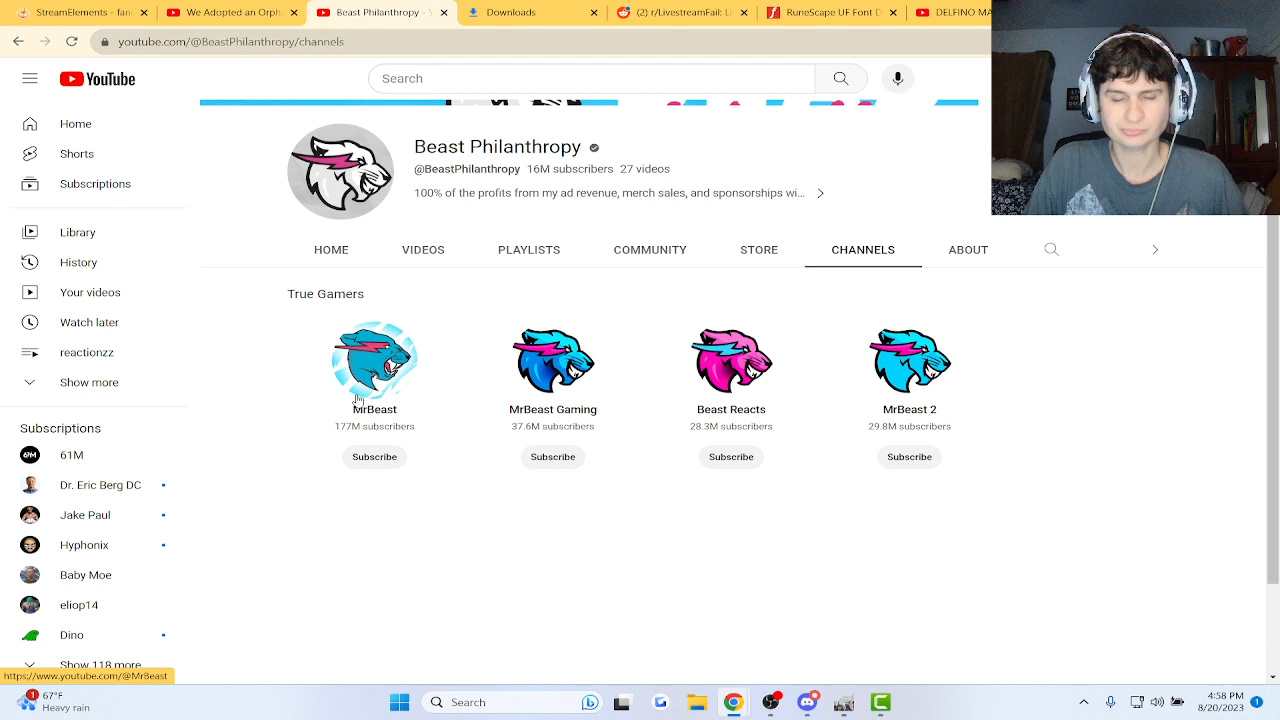 Streamelements - fan
We Adopted an Orph
Beast Philanthropy - Y
Downloads
(2) r/LivestreamFail: L
RuneScape UF Font D
DELFINO MA
youtube.com/@BeastPhilanthropy/channels
YouTube
Search
Home
Shorts
Subscriptions
Library
History
Your videos
Watch later
reactionzz
Show more
Subscriptions
61M
Dr. Eric Berg DC
Jake Paul
Hyphonix
Baby Moe
eliop14
Dino
Show 118 more
Beast Philanthropy
@BeastPhilanthropy 16M subscribers 27 videos
100% of the profits from my ad revenue, merch sales, and sponsorships wi...
HOME VIDEOS PLAYLISTS COMMUNITY STORE CHANNELS ABOUT
True Gamers
MrBeast
177M subscribers
Subscribe
MrBeast Gaming
37.6M subscribers
Subscribe
Beast Reacts
28.3M subscribers
Subscribe
MrBeast 2
29.8M subscribers
Subscribe
https://www.youtube.com/@MrBeast
1
67°F
Heavy rain
Search
4:58 PM
8/20/2023
1